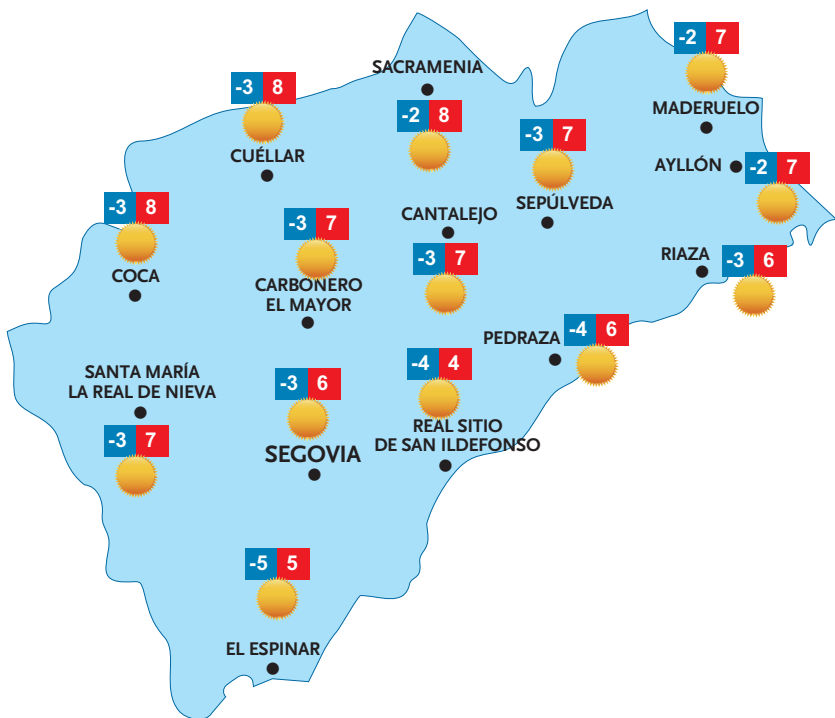 -2 7
MADERUELO
SACRAMENIA
-2 8
-3 8
CUÉLLAR
-3 7
SEPÚLVEDA
AYLLÓN
-2 7
-3 8
COCA
-3 7
CARBONERO
EL MAYOR
CANTALEJO
-3 7
RIAZA
-3 6
PEDRAZA
-4 6
SANTA MARÍA
LA REAL DE NIEVA
-3 7
-3 6
SEGOVIA
-4 4
REAL SITIO
DE SAN ILDEFONSO
-5 5
EL ESPINAR